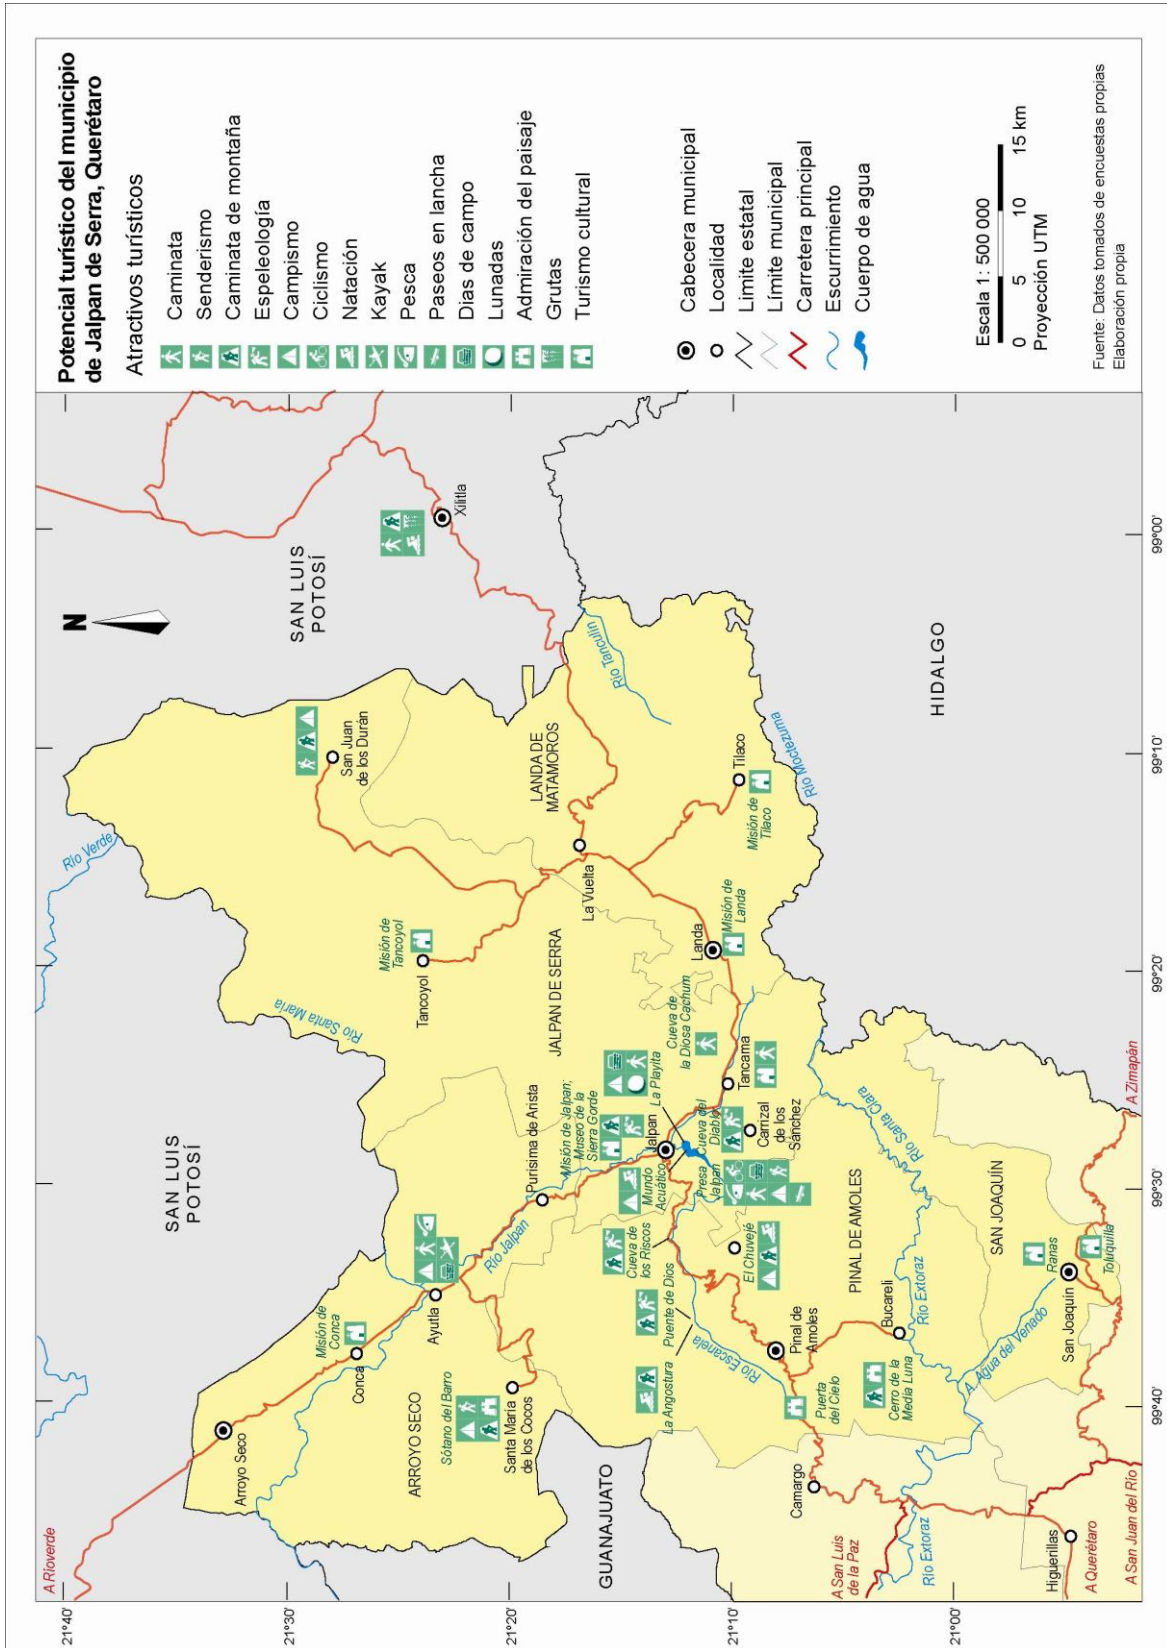 Potencial turístico del municipio
de Jalpan de Serra, Querétaro
Atractivos turísticos
Caminata
Senderismo
Caminata de montaña
Espeleología
Campismo
Ciclismo
Natación
Kayak
Pesca
Paseos en lancha
Dias de campo
Lunadas
Admiración del paisaje
Grutas
Turismo cultural
Cabecera municipal
Localidad
Límite estatal
Límite municipal
Carretera principal
Escurrimiento
Cuerpo de agua
Escala 1 : 500 000
0 5 10 15 km
Proyección UTM
Fuente: Datos tomados de encuestas propias
Elaboración propia
N
21°40'
21°30'
21°20'
21°10'
21°00'
99°40'
99°30'
99°20'
99°10'
99°00'
A Rioverde
SAN LUIS
POTOSÍ
Río Verde
SAN LUIS
POTOSÍ
Arroyo Seco
Misión de
Conca
Conca
Ayutla
Río Jalpan
Río Santa María
Misión de
Tancoyol
Tancoyol
San Juan
de los Durán
Xilitla
ARROYO SECO
Sótano del Barro
Santa María
de los Cocos
Purísima de Arista
JALPAN DE SERRA
LANDA DE
MATAMOROS
La Vuelta
Río Tancuilín
GUANAJUATO
Misión de Jalpan;
Museo de la
Sierra Gorde
Jalpan
La Playita
Cueva de
la Diosa Cachum
Landa
Misión de
Landa
Tilaco
Misión de
Tilaco
Río Moctezuma
Mundo
Acuático
Cueva de
los Riscos
Puente de Dios
La Angostura
Río Escanela
Presa
Jalpan
Cueva del
Diablo
Tancama
Carrizal
de los
Sánchez
El Chuvejé
Pinal de
Amoles
Puerta
del Cielo
PINAL DE AMOLES
Bucareli
Cerro de la
Media Luna
Río Extoraz
Río Santa Clara
HIDALGO
Camargo
A San Luis
de la Paz
Río Extoraz
A. Agua del Venado
SAN JOAQUÍN
Ranas
San Joaquín
Toluquilla
Higuerillas
A Querétaro
A San Juan del Río
A Zimapán